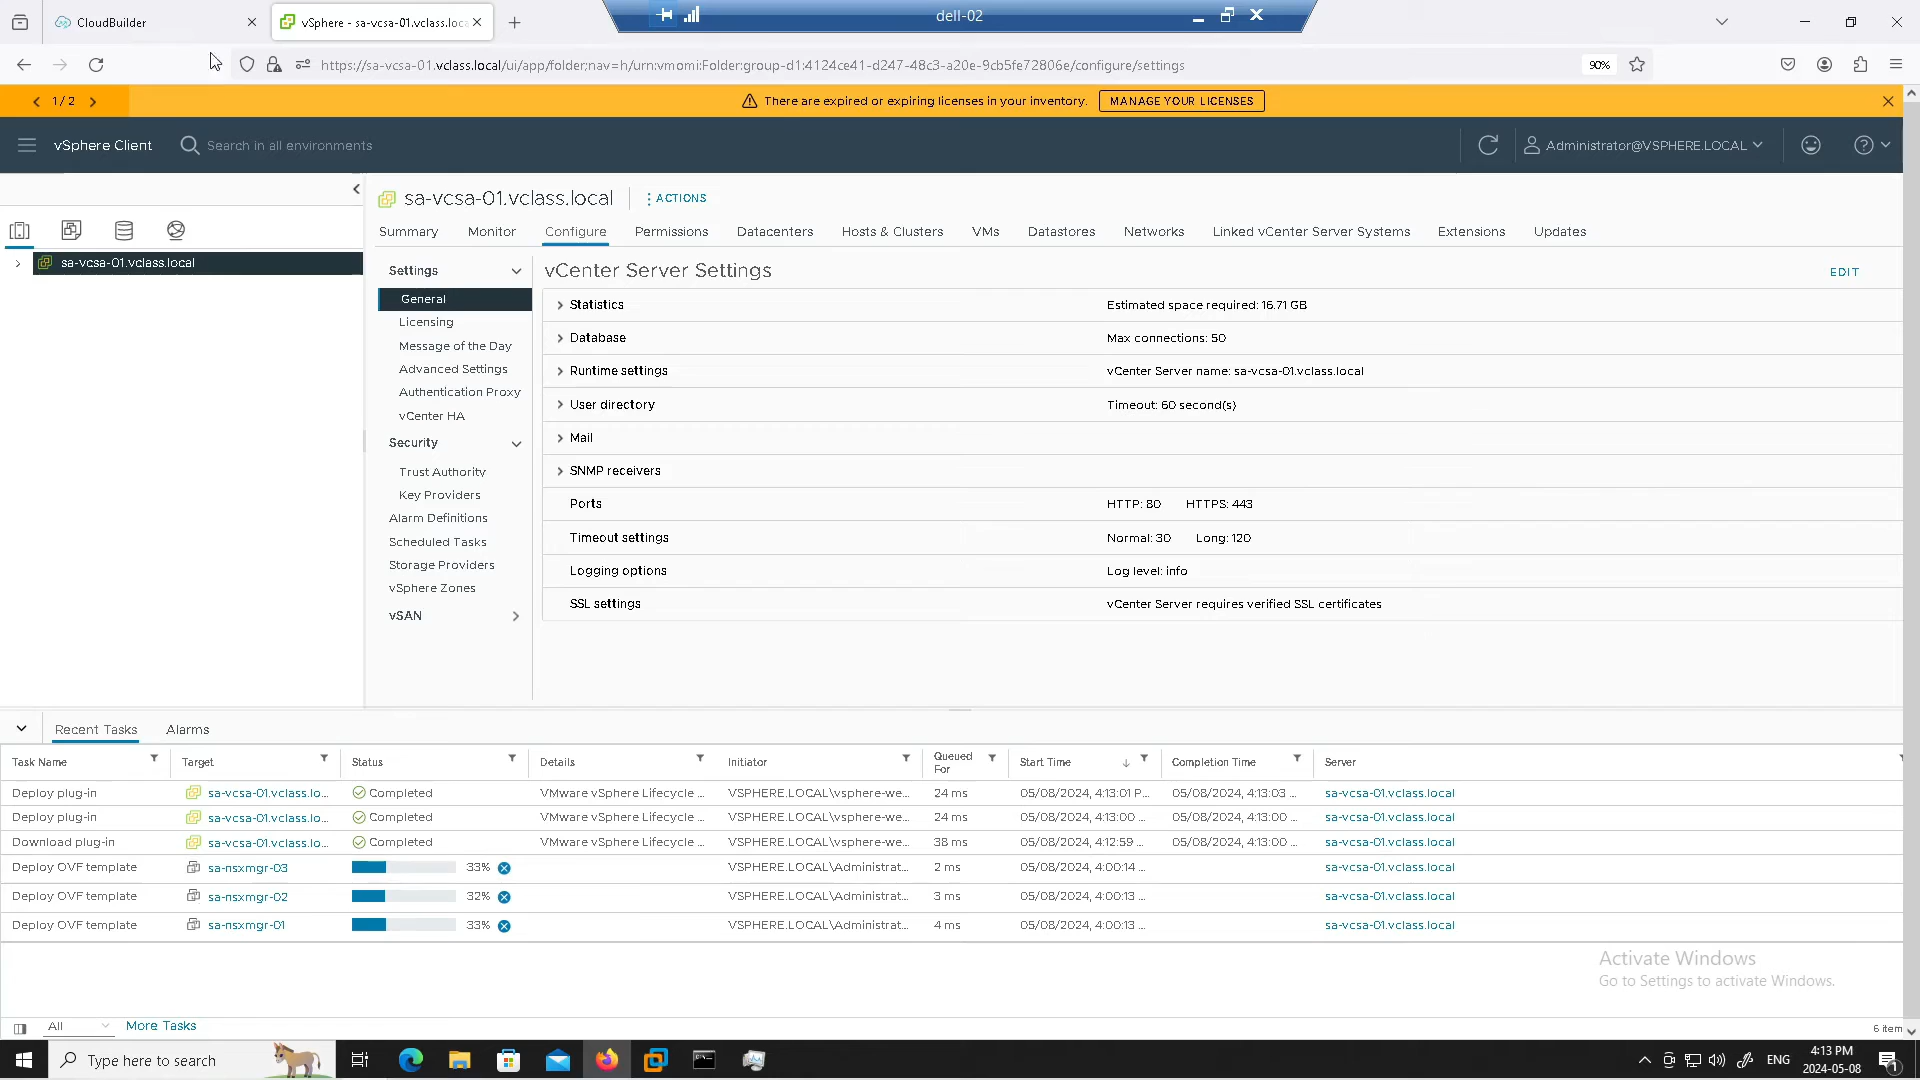 CloudBuilder
vSphere - sa-vcsa-01.vclass.loca
dell-02
https://sa-vcsa-01.vclass.local/ui/app/folder;nav=h/urn:vmomi:Folder:group-d1:4124ce41-d247-48c3-a20e-9cb5fe72806e/configure/settings
90%
1 / 2
There are expired or expiring licenses in your inventory.
MANAGE YOUR LICENSES
vSphere Client
Search in all environments
Administrator@VSPHERE.LOCAL
sa-vcsa-01.vclass.local
ACTIONS
Summary Monitor Configure Permissions Datacenters Hosts & Clusters VMs Datastores Networks Linked vCenter Server Systems Extensions Updates
sa-vcsa-01.vclass.local
Settings
General
Licensing
Message of the Day
Advanced Settings
Authentication Proxy
vCenter HA
Security
Trust Authority
Key Providers
Alarm Definitions
Scheduled Tasks
Storage Providers
vSphere Zones
vSAN
vCenter Server Settings
EDIT
Statistics Estimated space required: 16.71 GB
Database Max connections: 50
Runtime settings vCenter Server name: sa-vcsa-01.vclass.local
User directory Timeout: 60 second(s)
Mail
SNMP receivers
Ports HTTP: 80 HTTPS: 443
Timeout settings Normal: 30 Long: 120
Logging options Log level: info
SSL settings vCenter Server requires verified SSL certificates
Recent Tasks Alarms
Task Name Target Status Details Initiator Queued For Start Time Completion Time Server
Deploy plug-in sa-vcsa-01.vclass.lo... Completed VMware vSphere Lifecycle ... VSPHERE.LOCAL\vsphere-we... 24 ms 05/08/2024, 4:13:01 P... 05/08/2024, 4:13:03 ... sa-vcsa-01.vclass.local
Deploy plug-in sa-vcsa-01.vclass.lo... Completed VMware vSphere Lifecycle ... VSPHERE.LOCAL\vsphere-we... 24 ms 05/08/2024, 4:13:00 ... 05/08/2024, 4:13:00 ... sa-vcsa-01.vclass.local
Download plug-in sa-vcsa-01.vclass.lo... Completed VMware vSphere Lifecycle ... VSPHERE.LOCAL\vsphere-we... 38 ms 05/08/2024, 4:12:59 ... 05/08/2024, 4:13:00 ... sa-vcsa-01.vclass.local
Deploy OVF template sa-nsxmgr-03 33% VSPHERE.LOCAL\Administrat... 2 ms 05/08/2024, 4:00:14 ... sa-vcsa-01.vclass.local
Deploy OVF template sa-nsxmgr-02 32% VSPHERE.LOCAL\Administrat... 3 ms 05/08/2024, 4:00:13 ... sa-vcsa-01.vclass.local
Deploy OVF template sa-nsxmgr-01 33% VSPHERE.LOCAL\Administrat... 4 ms 05/08/2024, 4:00:13 ... sa-vcsa-01.vclass.local
Activate Windows
Go to Settings to activate Windows.
All More Tasks
6 item
Type here to search
ENG
4:13 PM
2024-05-08
1